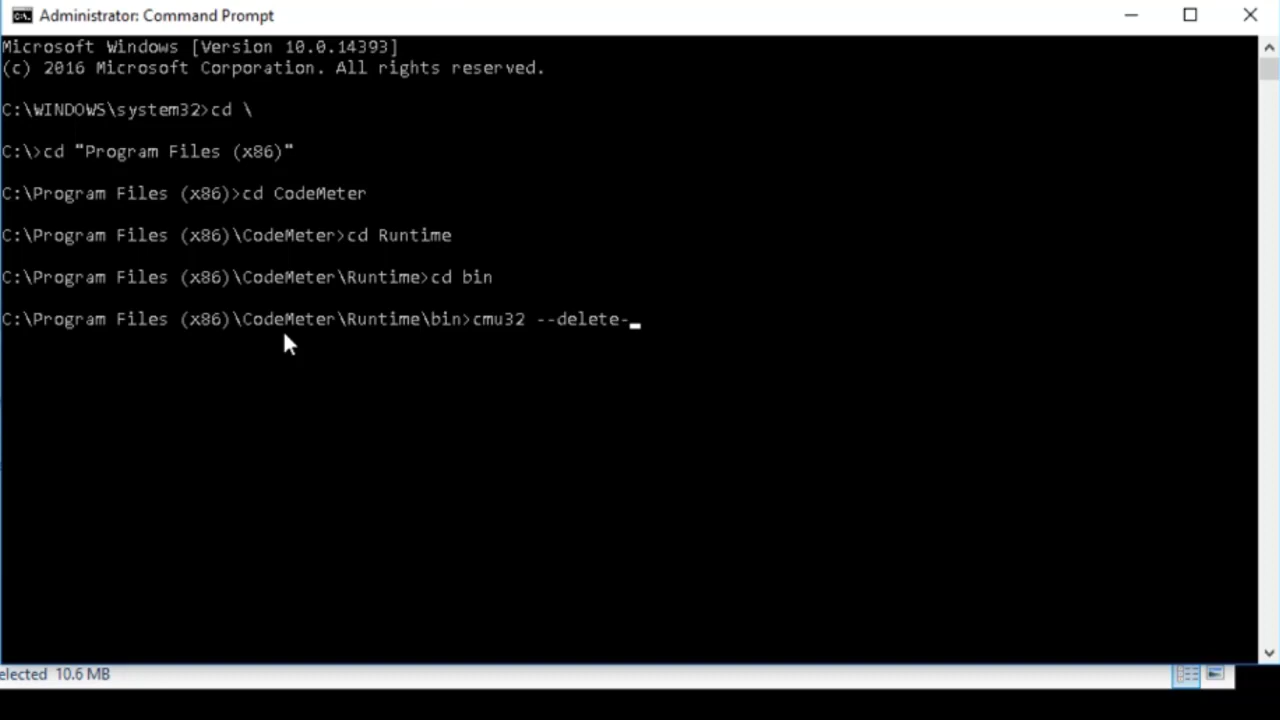 Administrator: Command Prompt
Microsoft Windows [Version 10.0.14393]
(c) 2016 Microsoft Corporation. All rights reserved.
C:\WINDOWS\system32>cd \
C:\>cd "Program Files (x86)"
C:\Program Files (x86)>cd CodeMeter
C:\Program Files (x86)\CodeMeter>cd Runtime
C:\Program Files (x86)\CodeMeter\Runtime>cd bin
C:\Program Files (x86)\CodeMeter\Runtime\bin>cmu32 --delete-
elected 10.6 MB